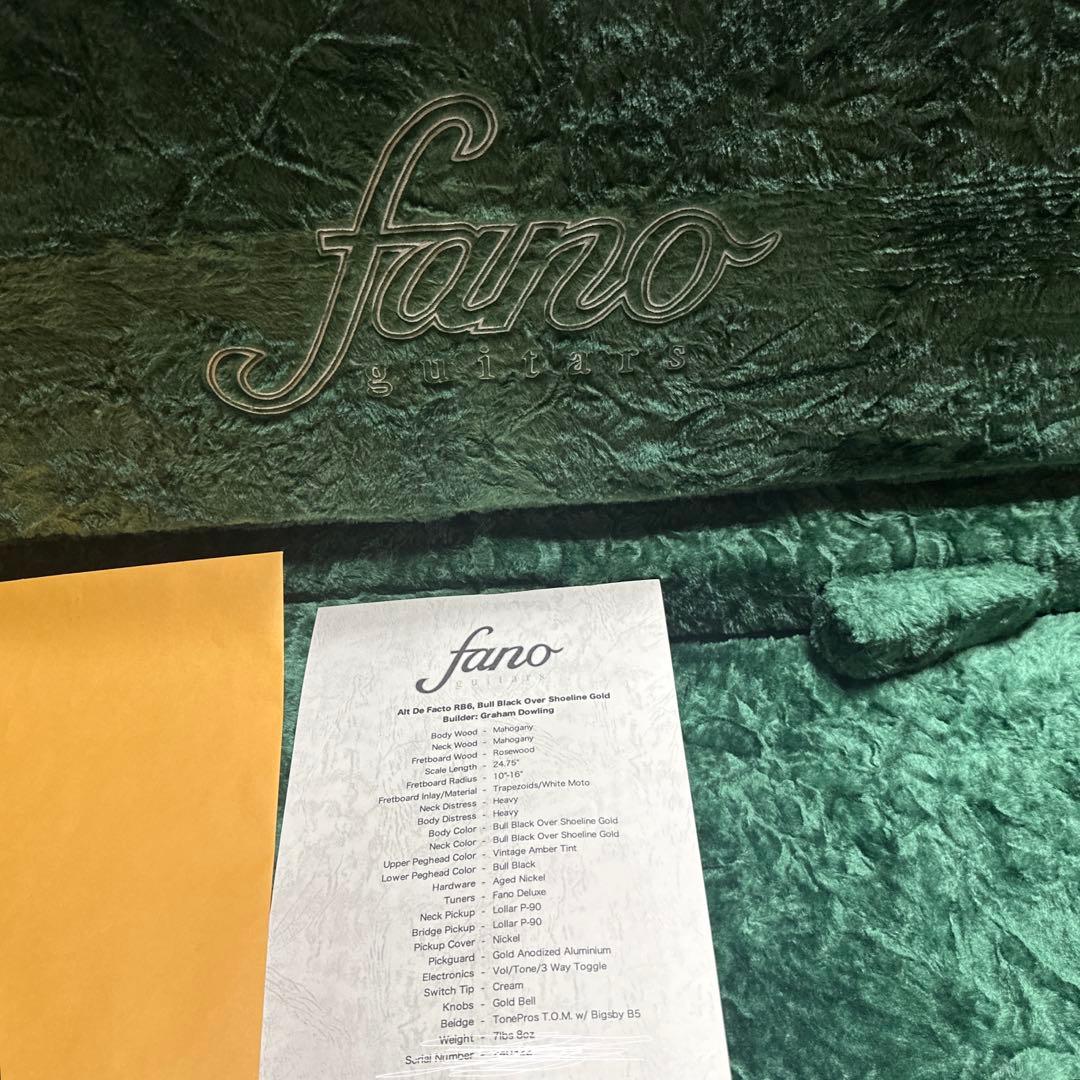 fano
guitars
fano
guitars
Alt De Facto RB6, Bull Black Over Shoeline Gold
Builder: Graham Dowling
Body Wood - Mahogany
Neck Wood - Mahogany
Fretboard Wood - Rosewood
Scale Length - 24.75"
Fretboard Radius - 10"-16"
Fretboard Inlay/Material - Trapezoids/White Moto
Neck Distress - Heavy
Body Distress - Heavy
Body Color - Bull Black Over Shoeline Gold
Neck Color - Bull Black Over Shoeline Gold
Upper Peghead Color - Vintage Amber Tint
Lower Peghead Color - Bull Black
Hardware - Aged Nickel
Tuners - Fano Deluxe
Neck Pickup - Lollar P-90
Bridge Pickup - Lollar P-90
Pickup Cover - Nickel
Pickguard - Gold Anodized Aluminium
Electronics - Vol/Tone/3 Way Toggle
Switch Tip - Cream
Knobs - Gold Bell
Beidge - TonePros T.O.M. w/ Bigsby B5
Weight - 7lbs 8oz
Serial Number -